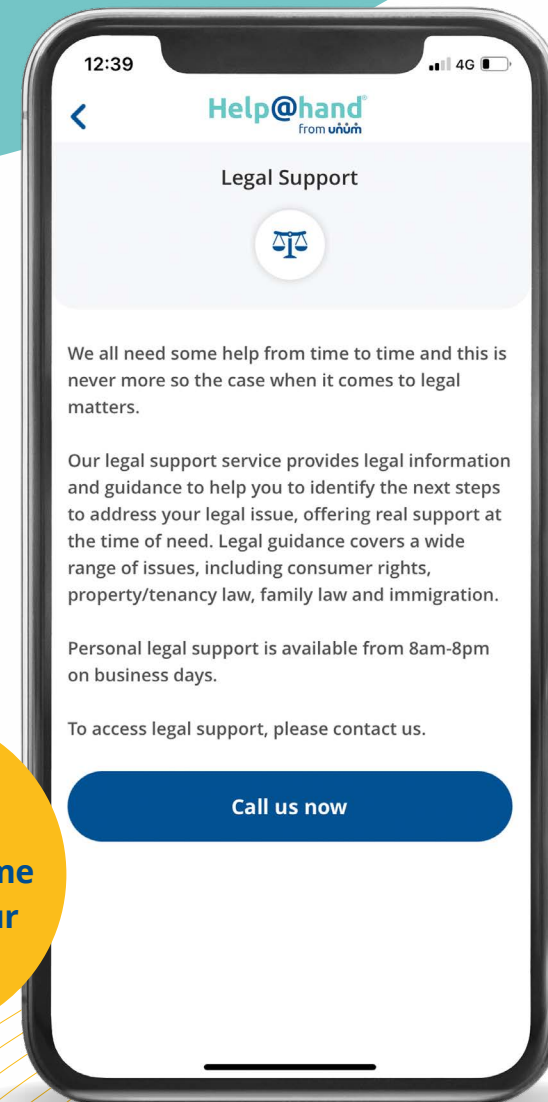 12:39
4G
Help@hand
from unum
Legal Support
We all need some help from time to time and this is
never more so the case when it comes to legal
matters.
Our legal support service provides legal information
and guidance to help you to identify the next steps
to address your legal issue, offering real support at
the time of need. Legal guidance covers a wide
range of issues, including consumer rights,
property/tenancy law, family law and immigration.
Personal legal support is available from 8am-8pm
on business days.
To access legal support, please contact us.
Call us now